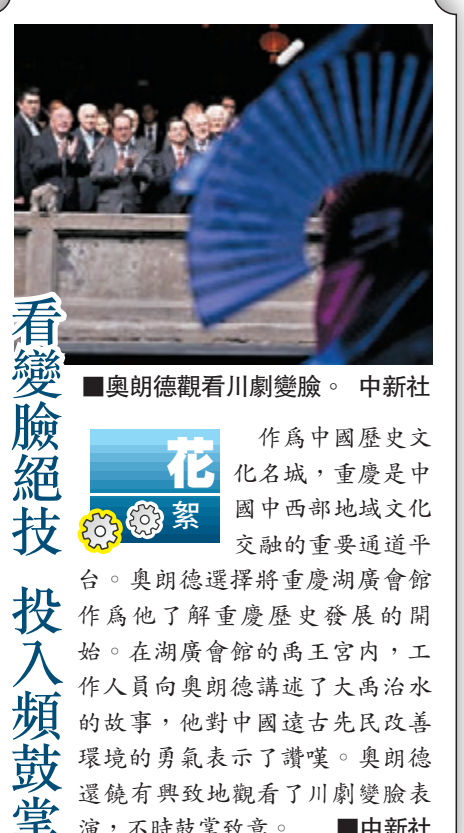 看變臉絕技 投入頻鼓掌
■奧朗德觀看川劇變臉。 中新社
花
絮
作爲中國歷史文
化名城，重慶是中
國中西部地域文化
交融的重要通道平
台。奧朗德選擇將重慶湖廣會館
作爲他了解重慶歷史發展的開
始。在湖廣會館的禹王宮內，工
作人員向奧朗德講述了大禹治水
的故事，他對中國遠古先民改善
環境的勇氣表示了讚嘆。奧朗德
還饒有興致地觀看了川劇變臉表
演，不時鼓掌致意。 ■中新社